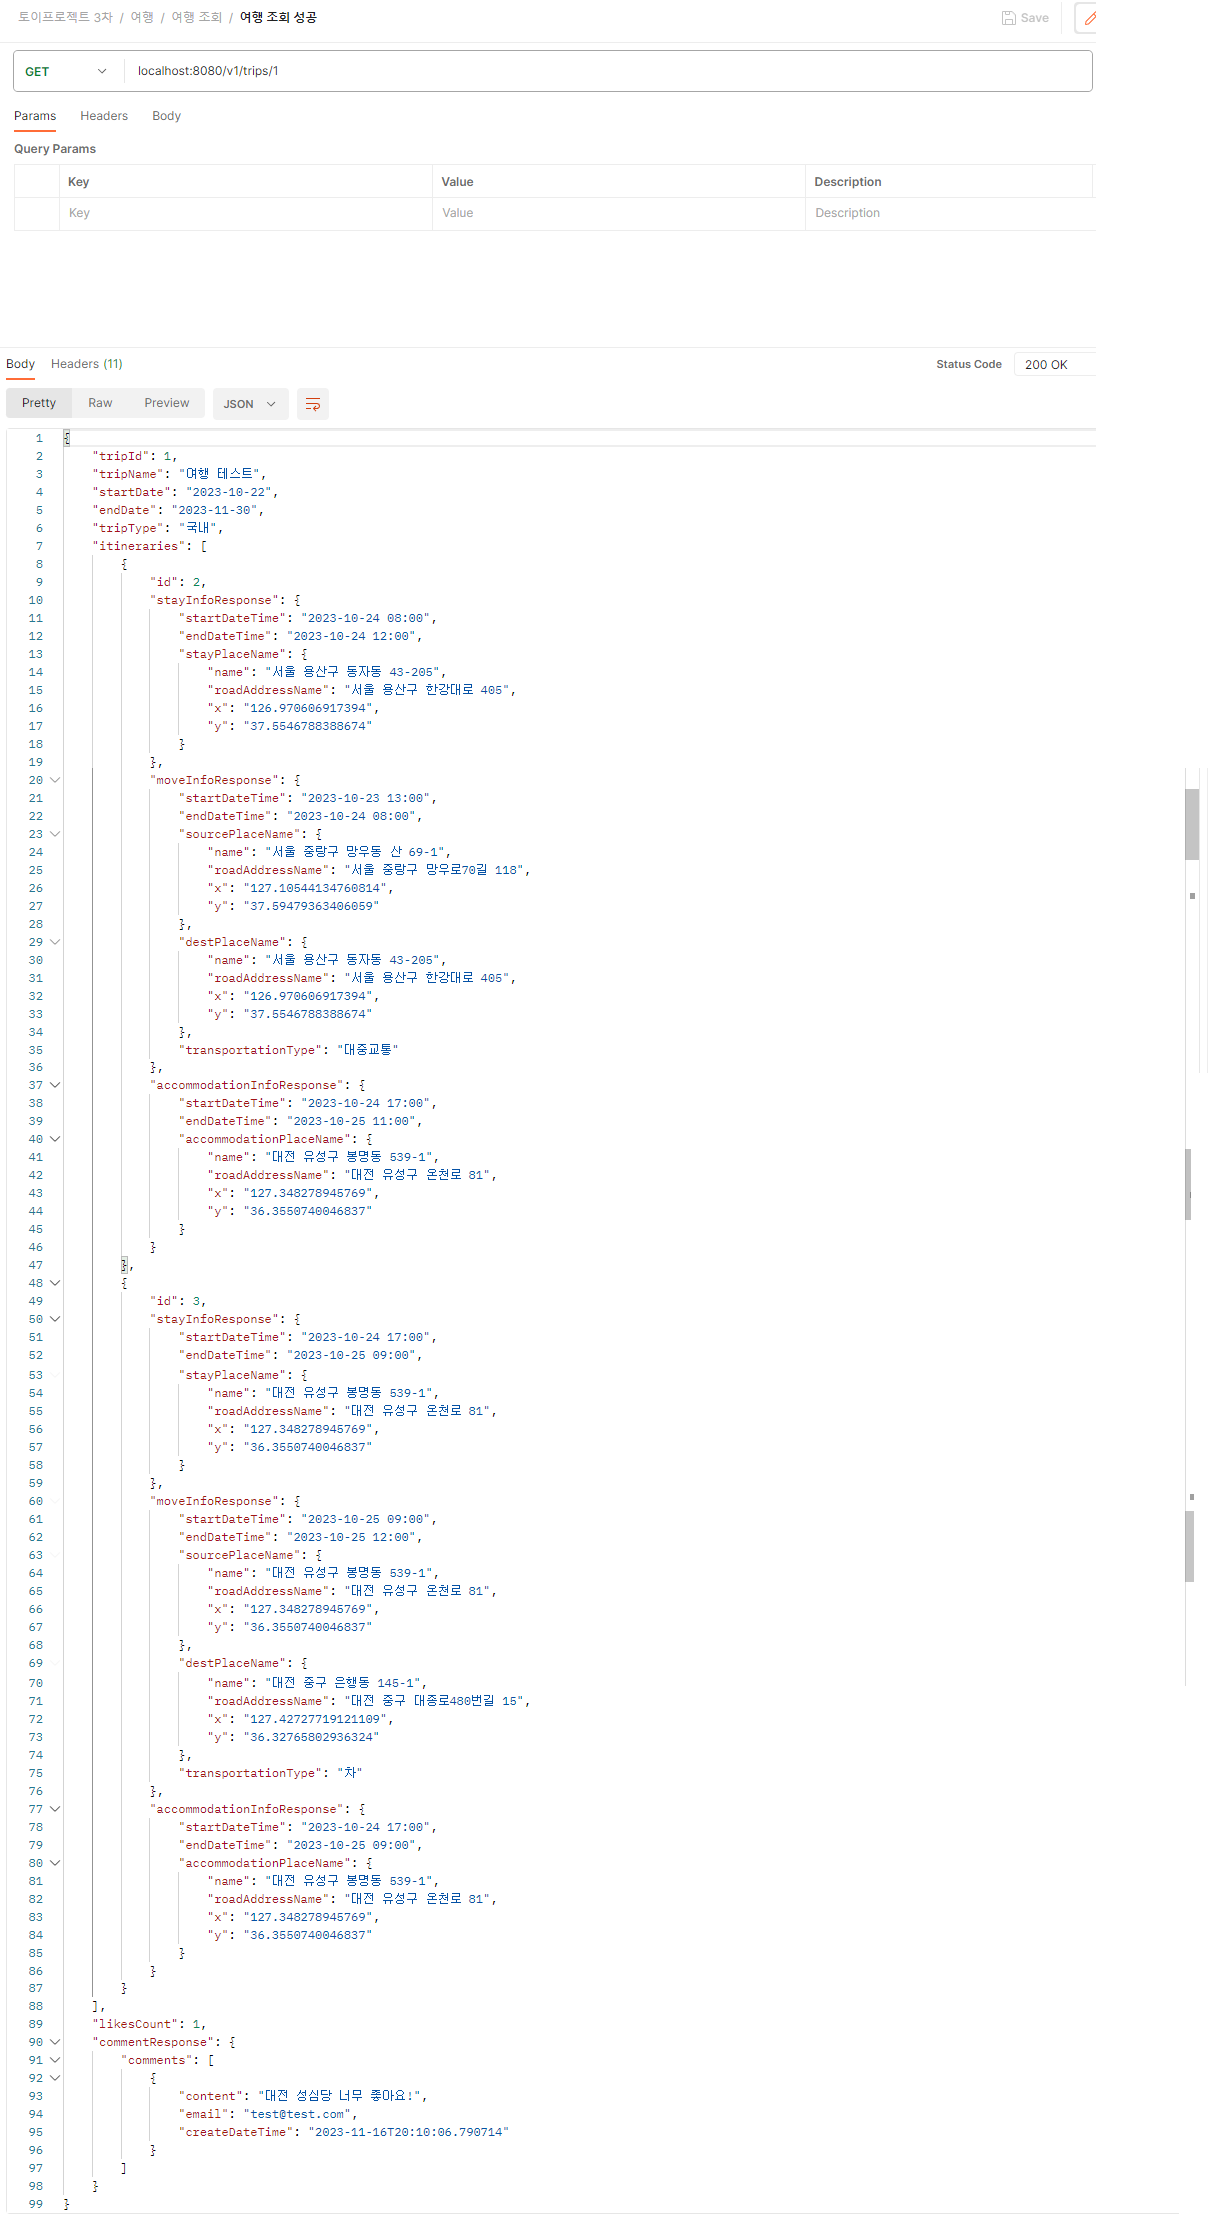 토이프로젝트 3차 / 여행 / 여행 조회 / 여행 조회 성공
Save
GET
localhost:8080/v1/trips/1
Params Headers Body
Query Params
Key Value Description
Key Value Description
Body Headers (11)
Status Code 200 OK
Pretty Raw Preview JSON
1 {
2 "tripId": 1,
3 "tripName": "여행 테스트",
4 "startDate": "2023-10-22",
5 "endDate": "2023-11-30",
6 "tripType": "국내",
7 "itineraries": [
8 {
9 "id": 2,
10 "stayInfoResponse": {
11 "startDateTime": "2023-10-24 08:00",
12 "endDateTime": "2023-10-24 12:00",
13 "stayPlaceName": {
14 "name": "서울 용산구 동자동 43-205",
15 "roadAddressName": "서울 용산구 한강대로 405",
16 "x": "126.970606917394",
17 "y": "37.5546788388674"
18 }
19 },
20 "moveInfoResponse": {
21 "startDateTime": "2023-10-23 13:00",
22 "endDateTime": "2023-10-24 08:00",
23 "sourcePlaceName": {
24 "name": "서울 중랑구 망우동 산 69-1",
25 "roadAddressName": "서울 중랑구 망우로70길 118",
26 "x": "127.10544134760814",
27 "y": "37.59479363406059"
28 },
29 "destPlaceName": {
30 "name": "서울 용산구 동자동 43-205",
31 "roadAddressName": "서울 용산구 한강대로 405",
32 "x": "126.970606917394",
33 "y": "37.5546788388674"
34 },
35 "transportationType": "대중교통"
36 },
37 "accommodationInfoResponse": {
38 "startDateTime": "2023-10-24 17:00",
39 "endDateTime": "2023-10-25 11:00",
40 "accommodationPlaceName": {
41 "name": "대전 유성구 봉명동 539-1",
42 "roadAddressName": "대전 유성구 온천로 81",
43 "x": "127.348278945769",
44 "y": "36.3550740046837"
45 }
46 }
47 },
48 {
49 "id": 3,
50 "stayInfoResponse": {
51 "startDateTime": "2023-10-24 17:00",
52 "endDateTime": "2023-10-25 09:00",
53 "stayPlaceName": {
54 "name": "대전 유성구 봉명동 539-1",
55 "roadAddressName": "대전 유성구 온천로 81",
56 "x": "127.348278945769",
57 "y": "36.3550740046837"
58 }
59 },
60 "moveInfoResponse": {
61 "startDateTime": "2023-10-25 09:00",
62 "endDateTime": "2023-10-25 12:00",
63 "sourcePlaceName": {
64 "name": "대전 유성구 봉명동 539-1",
65 "roadAddressName": "대전 유성구 온천로 81",
66 "x": "127.348278945769",
67 "y": "36.3550740046837"
68 },
69 "destPlaceName": {
70 "name": "대전 중구 은행동 145-1",
71 "roadAddressName": "대전 중구 대종로480번길 15",
72 "x": "127.42727719121109",
73 "y": "36.32765802936324"
74 },
75 "transportationType": "차"
76 },
77 "accommodationInfoResponse": {
78 "startDateTime": "2023-10-24 17:00",
79 "endDateTime": "2023-10-25 09:00",
80 "accommodationPlaceName": {
81 "name": "대전 유성구 봉명동 539-1",
82 "roadAddressName": "대전 유성구 온천로 81",
83 "x": "127.348278945769",
84 "y": "36.3550740046837"
85 }
86 }
87 }
88 ],
89 "likesCount": 1,
90 "commentResponse": {
91 "comments": [
92 {
93 "content": "대전 성심당 너무 좋아요!",
94 "email": "test@test.com",
95 "createDateTime": "2023-11-16T20:10:06.790714"
96 }
97 ]
98 }
99 }